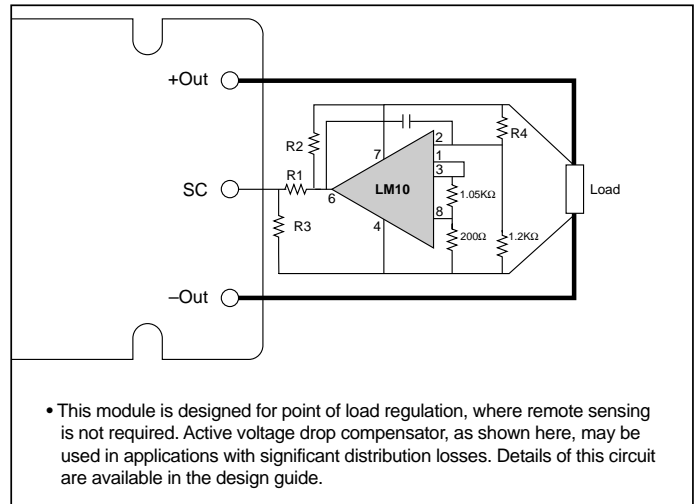 +Out
R4
R2
2
7
1
R1
3
SC
LM10
1.05KΩ
Load
6
8
4
R3
200Ω
1.2KΩ
–Out
• This module is designed for point of load regulation, where remote sensing
is not required. Active voltage drop compensator, as shown here, may be
used in applications with significant distribution losses. Details of this circuit
are available in the design guide.